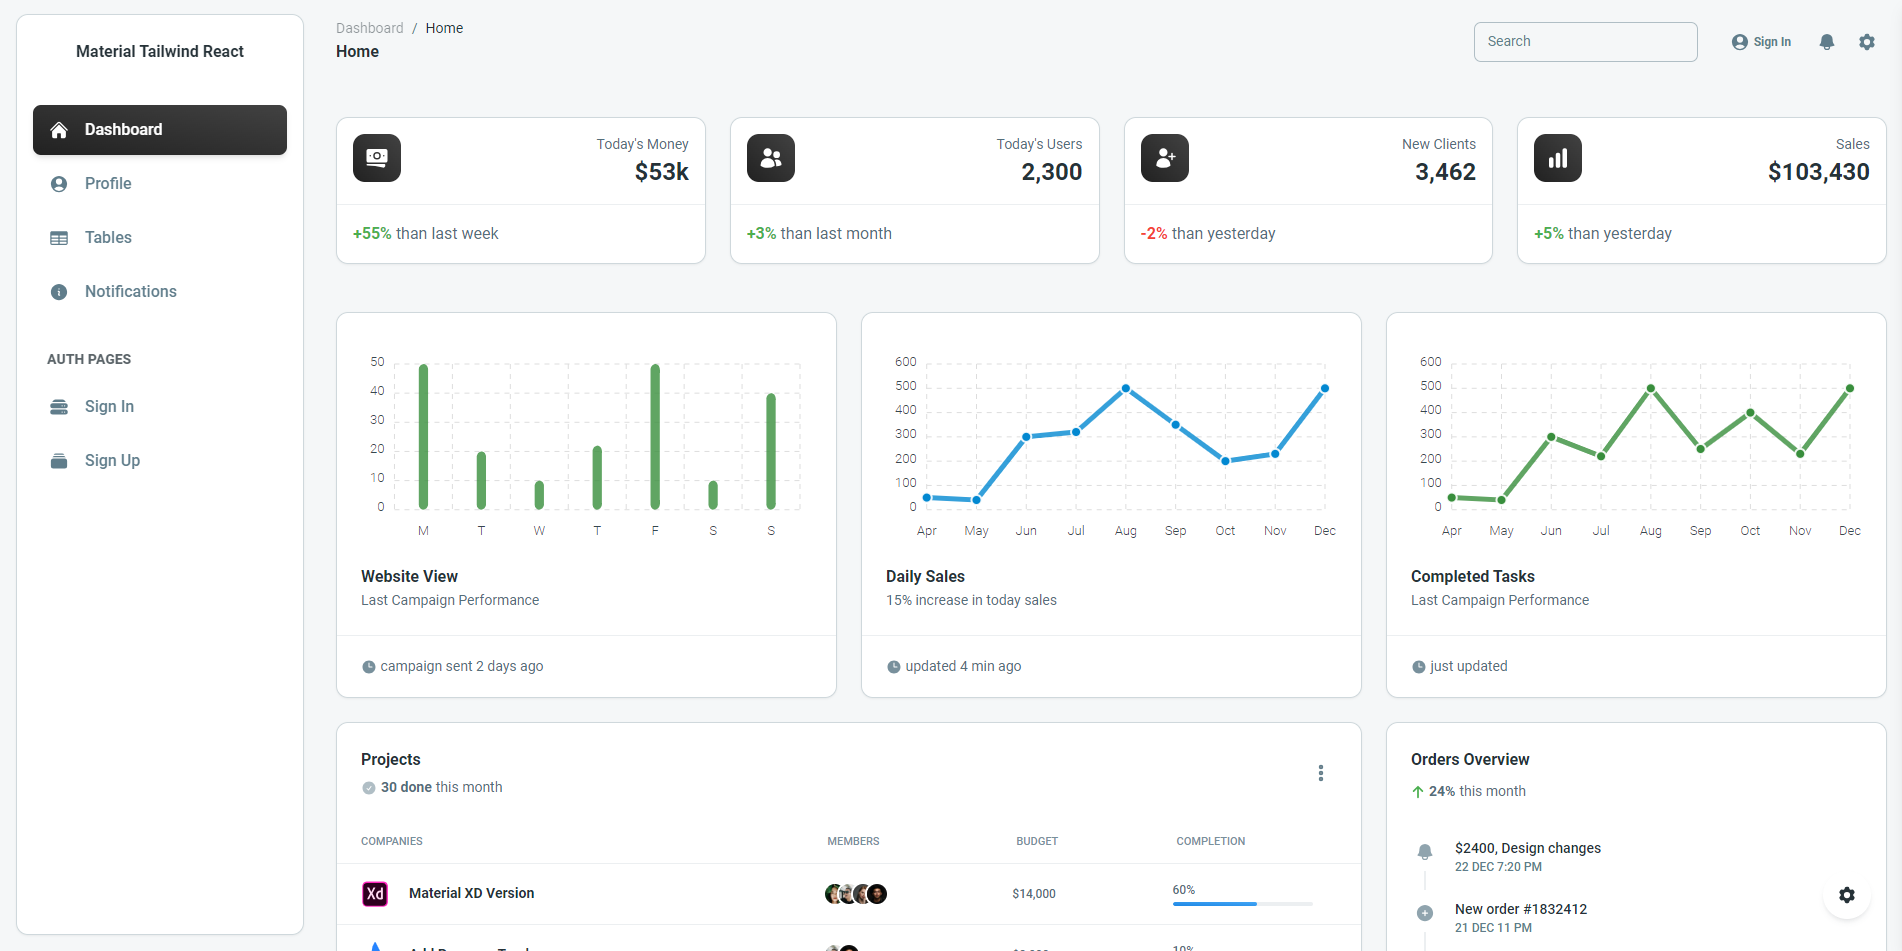 Material Tailwind React
Dashboard
Profile
Tables
Notifications
AUTH PAGES
Sign In
Sign Up
Dashboard / Home
Home
Search
Sign In
Today's Money
$53k
+55% than last week
Today's Users
2,300
+3% than last month
New Clients
3,462
-2% than yesterday
Sales
$103,430
+5% than yesterday
50
40
30
20
10
0
M T W T F S S
Website View
Last Campaign Performance
campaign sent 2 days ago
600
500
400
300
200
100
0
Apr May Jun Jul Aug Sep Oct Nov Dec
Daily Sales
15% increase in today sales
updated 4 min ago
600
500
400
300
200
100
0
Apr May Jun Jul Aug Sep Oct Nov Dec
Completed Tasks
Last Campaign Performance
just updated
Projects
30 done this month
COMPANIES MEMBERS BUDGET COMPLETION
Xd Material XD Version $14,000 60%
Orders Overview
24% this month
$2400, Design changes
22 DEC 7:20 PM
New order #1832412
21 DEC 11 PM